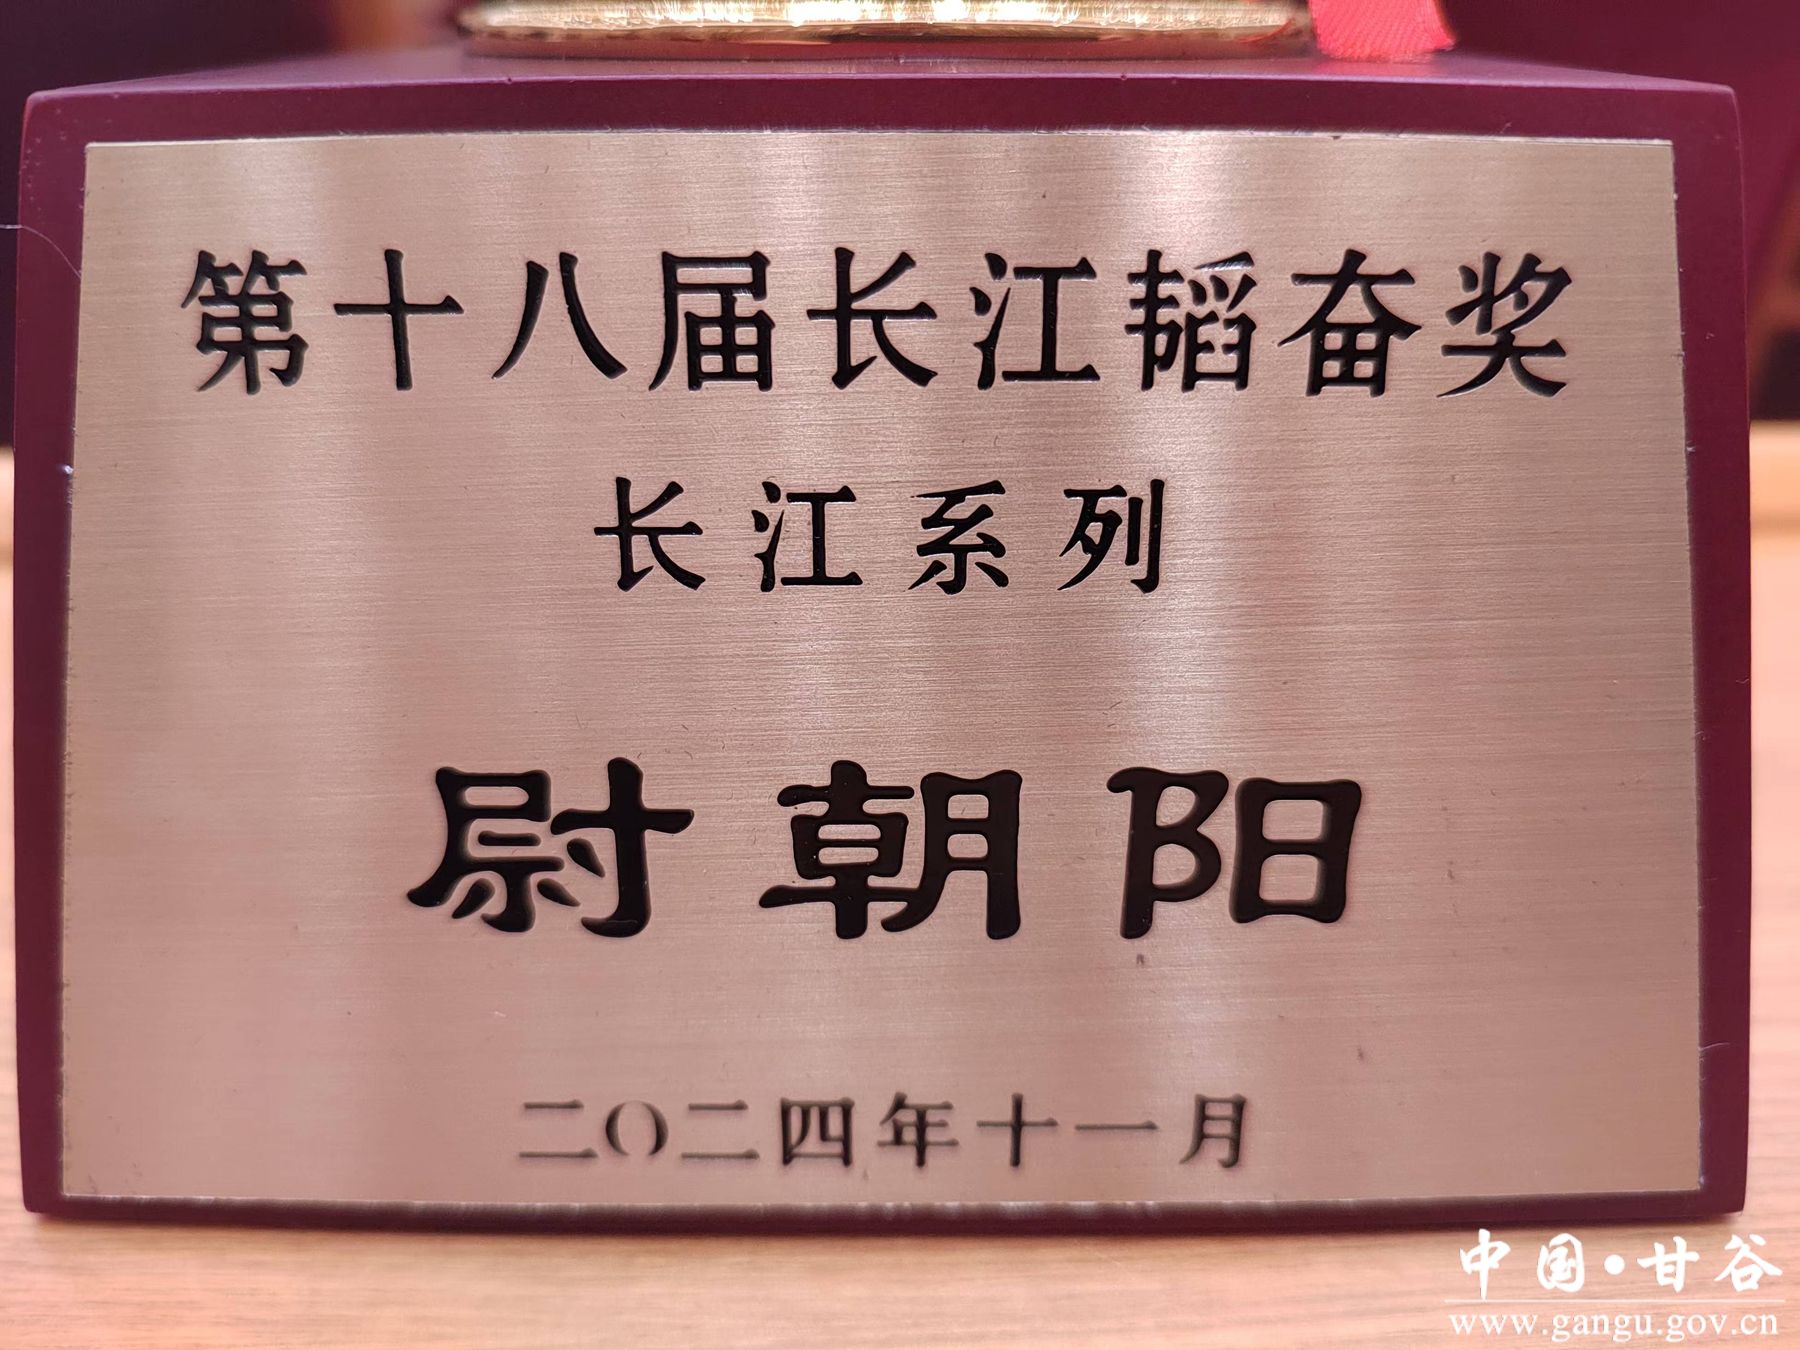 第十八届长江韬奋奖
长江系列
尉朝阳
二〇二四年十一月
中国·甘谷
www.gangu.gov.cn